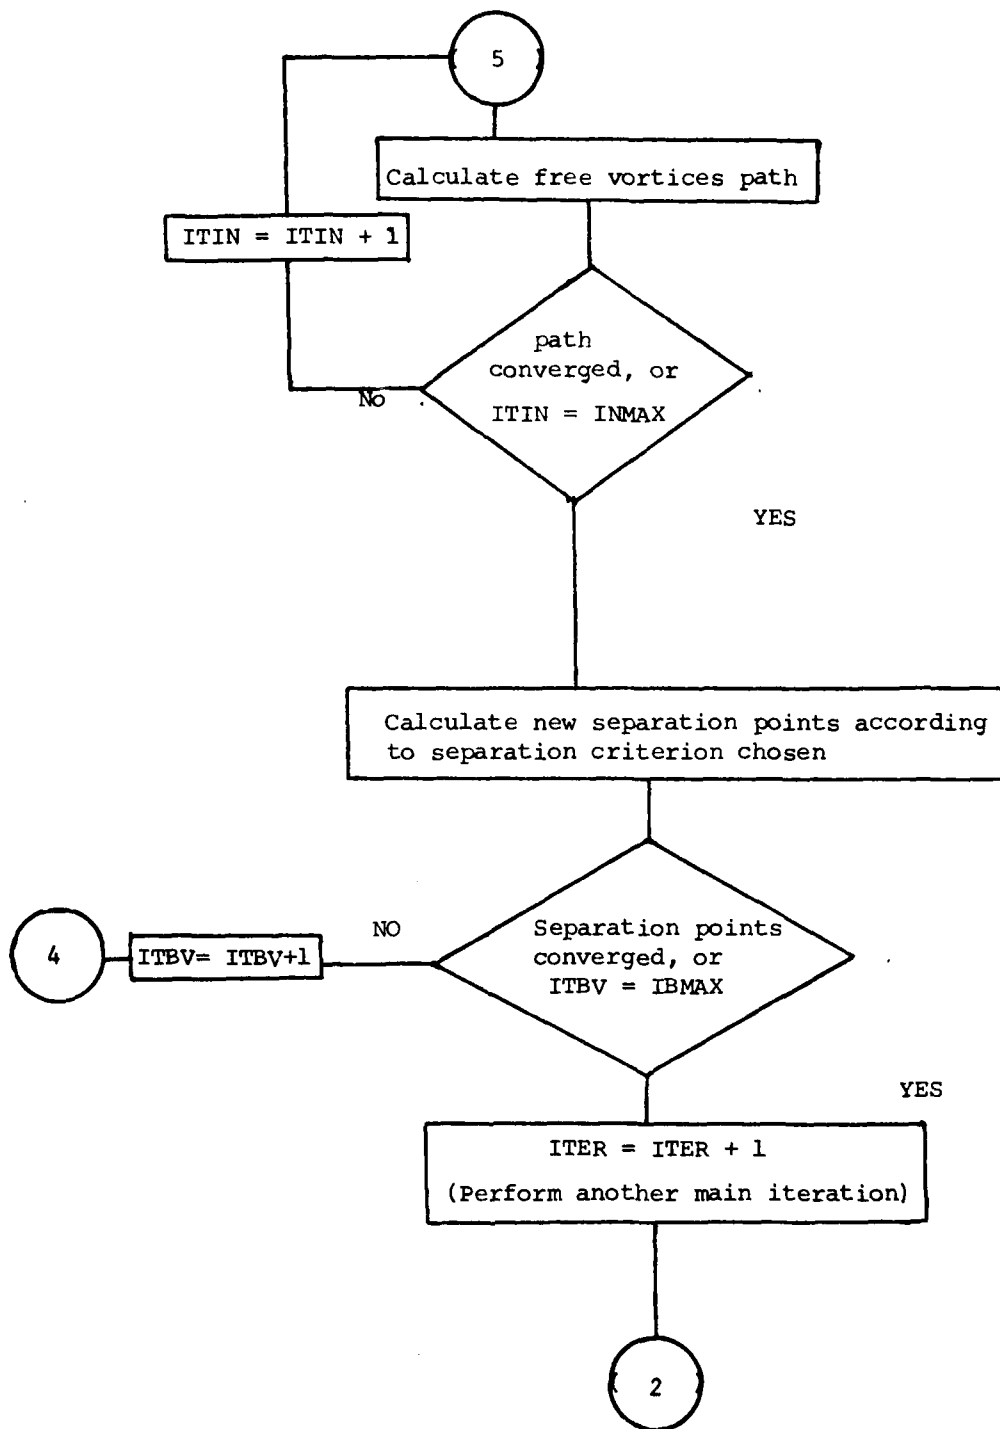 5
Calculate free vortices path
ITIN = ITIN + 1
path
converged, or
ITIN = INMAX
No
YES
Calculate new separation points according
to separation criterion chosen
Separation points
converged, or
ITBV = IBMAX
NO
ITBV= ITBV+1
4
YES
ITER = ITER + 1
(Perform another main iteration)
2